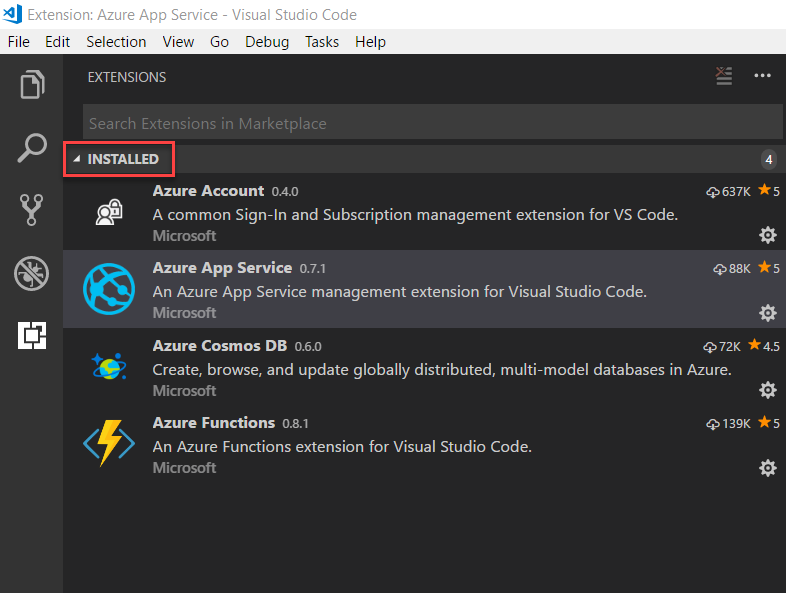 Extension: Azure App Service - Visual Studio Code
File Edit Selection View Go Debug Tasks Help
EXTENSIONS
Search Extensions in Marketplace
INSTALLED 4
Azure Account 0.4.0 637K 5
A common Sign-In and Subscription management extension for VS Code.
Microsoft
Azure App Service 0.7.1 88K 5
An Azure App Service management extension for Visual Studio Code.
Microsoft
Azure Cosmos DB 0.6.0 72K 4.5
Create, browse, and update globally distributed, multi-model databases in Azure.
Microsoft
Azure Functions 0.8.1 139K 5
An Azure Functions extension for Visual Studio Code.
Microsoft